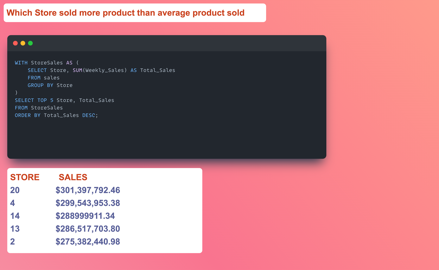 Which Store sold more product than average product sold
WITH StoreSales AS (
SELECT Store, SUM(Weekly_Sales) AS Total_Sales
FROM sales
GROUP BY Store
)
SELECT TOP 5 Store, Total_Sales
FROM StoreSales
ORDER BY Total_Sales DESC;
STORE SALES
20 $301,397,792.46
4 $299,543,953.38
14 $288999911.34
13 $286,517,703.80
2 $275,382,440.98